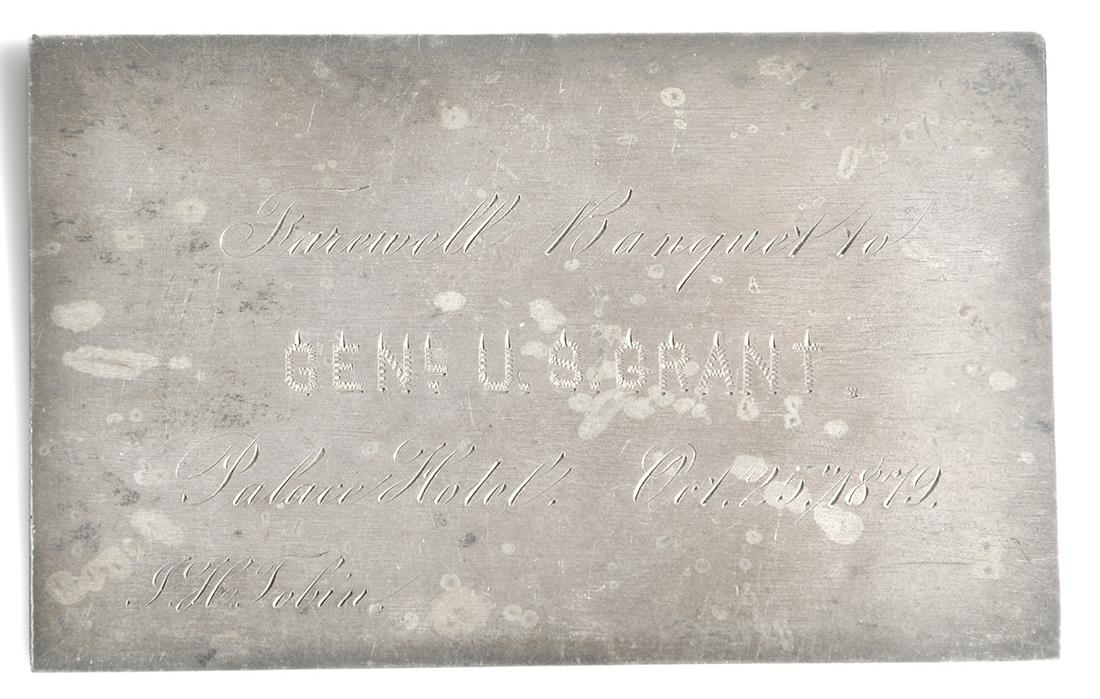 Farewell Banquet to
GENL U.S. GRANT.
Palace Hotel. Oct. 25, 1879.
J.H. Tobin.